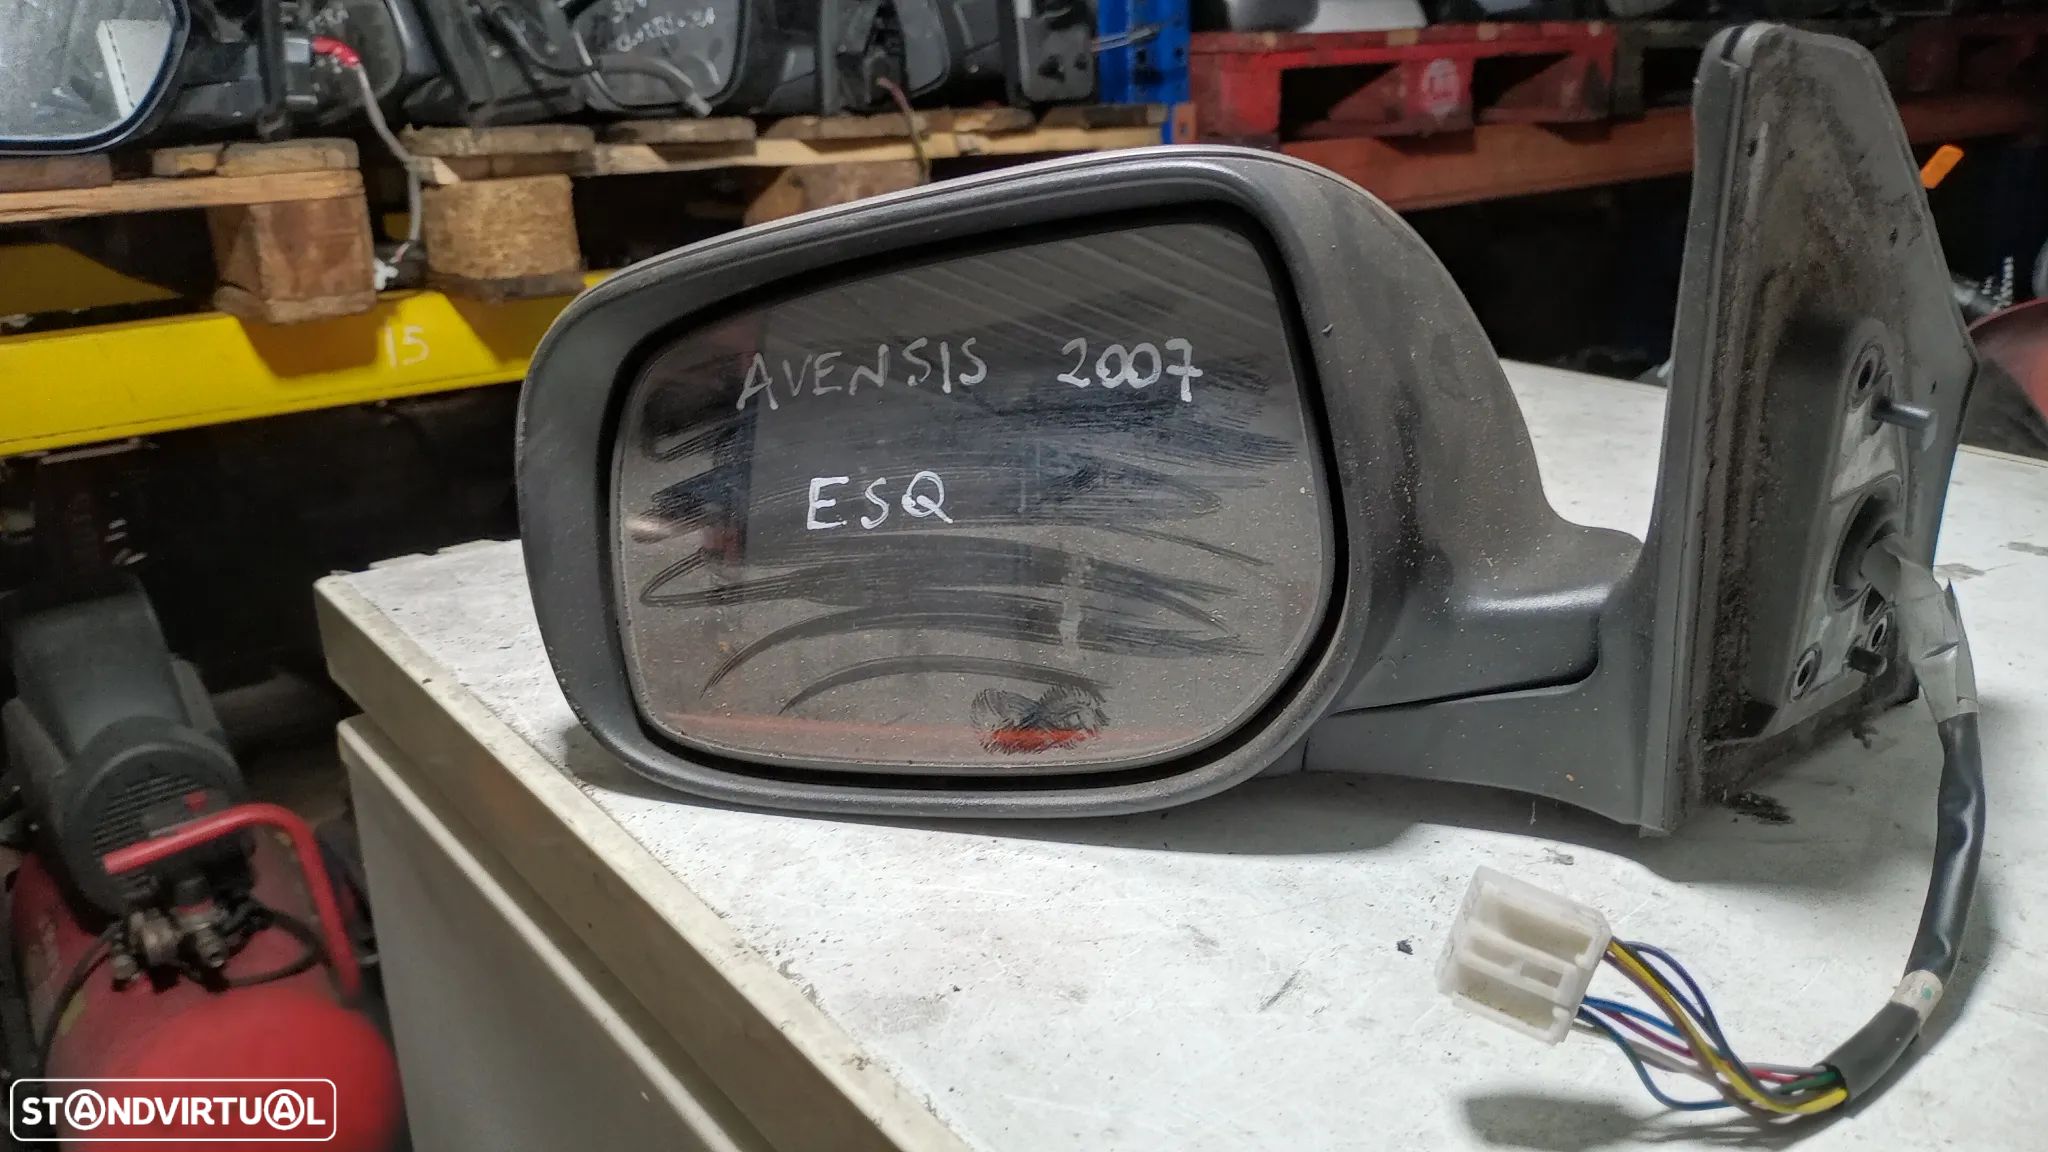 AVENSIS 2007
ESQ
15
STANDVIRTUAL